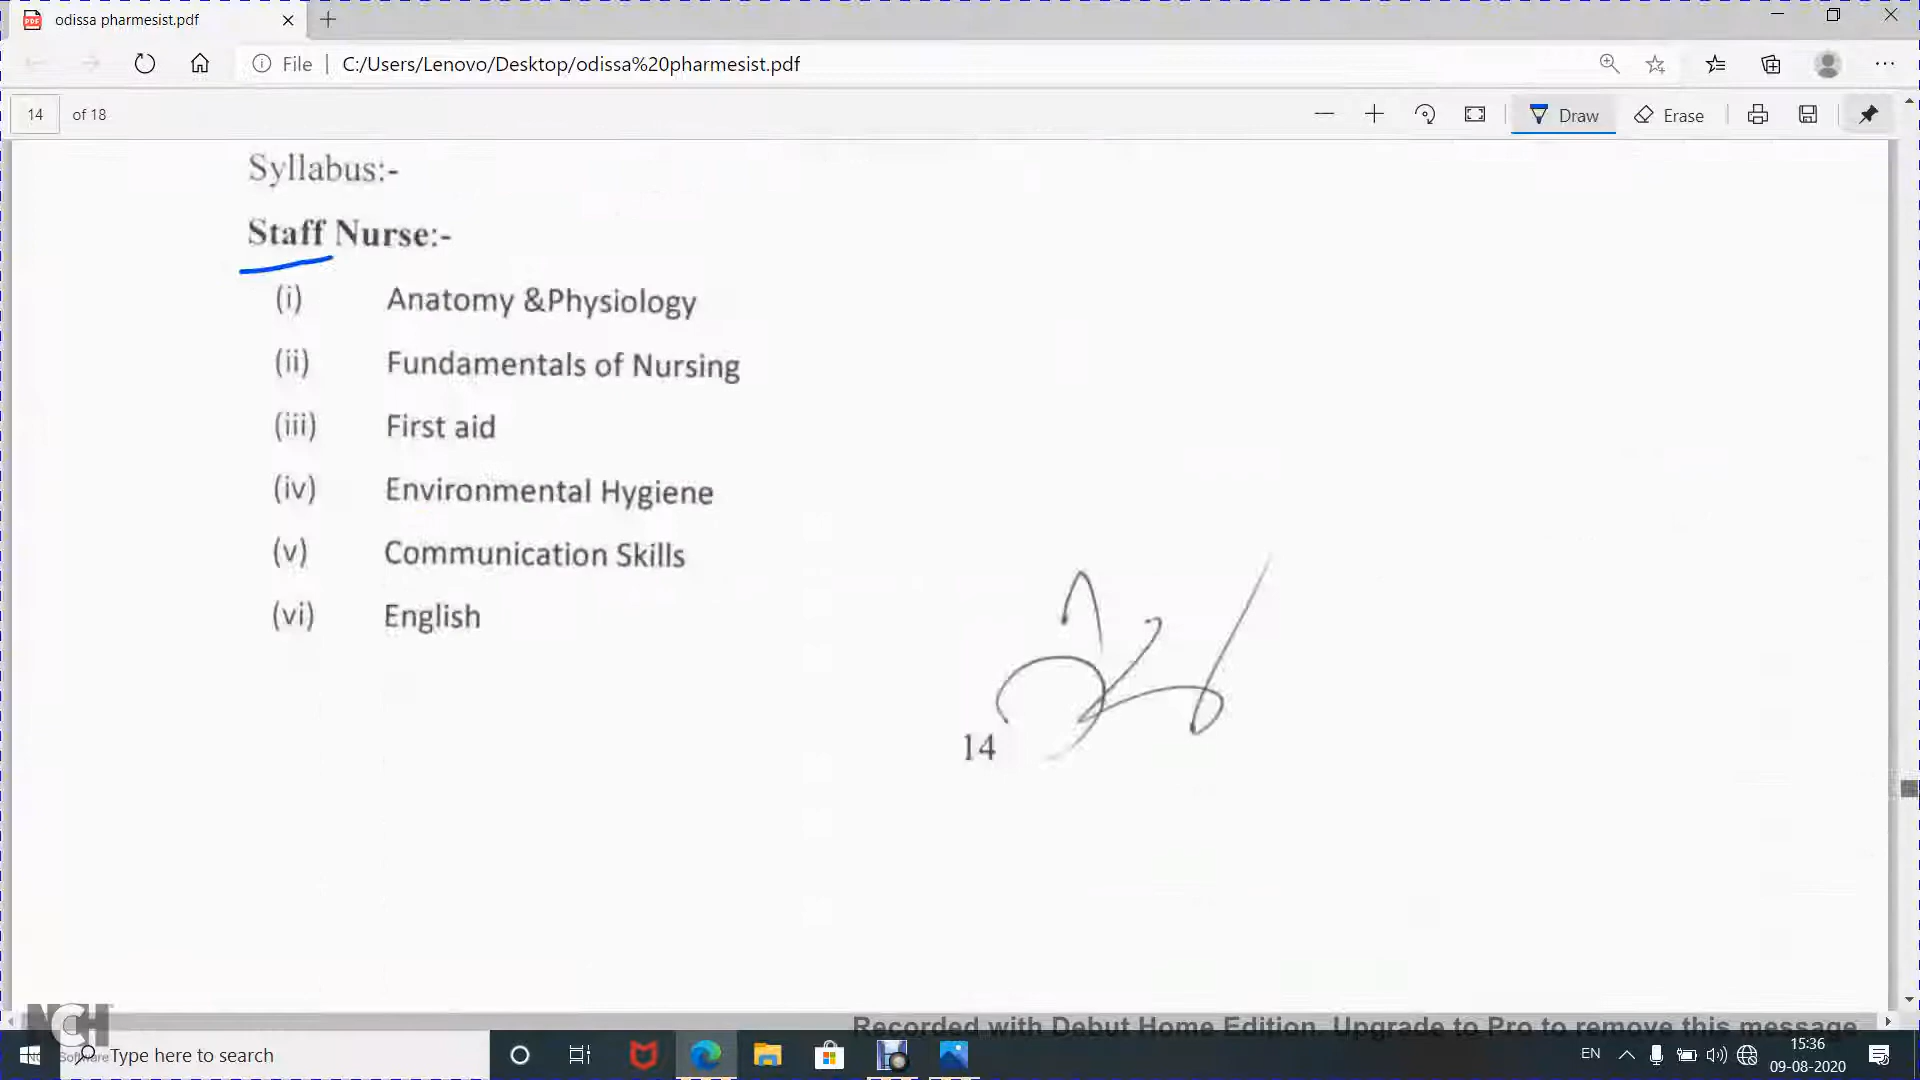 odissa pharmesist.pdf
File | C:/Users/Lenovo/Desktop/odissa%20pharmesist.pdf
14 of 18
Draw Erase
Syllabus:-
Staff Nurse:-
(i) Anatomy &Physiology
(ii) Fundamentals of Nursing
(iii) First aid
(iv) Environmental Hygiene
(v) Communication Skills
(vi) English
14
NCH
Recorded with Debut Home Edition. Upgrade to Pro to remove this message
Software
Type here to search
EN
15:36
09-08-2020